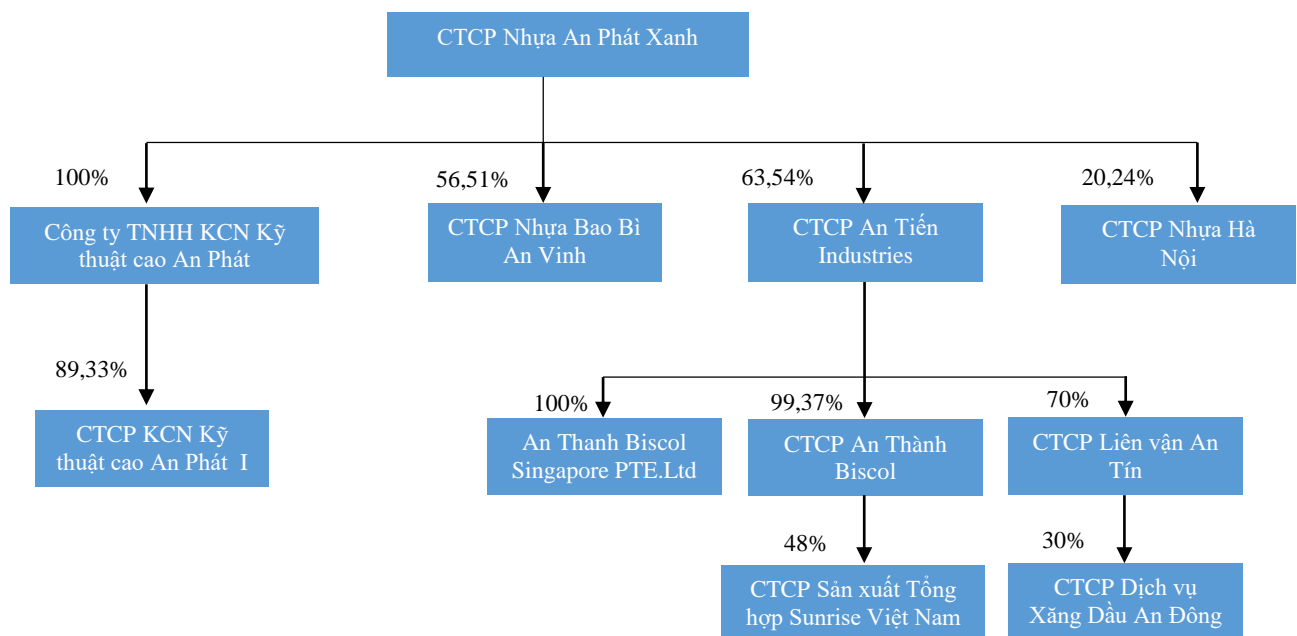 CTCP Nhựa An Phát Xanh
100%
56,51%
63,54%
20,24%
Công ty TNHH KCN Kỹ
thuật cao An Phát
CTCP Nhựa Bao Bì
An Vinh
CTCP An Tiến
Industries
CTCP Nhựa Hà
Nội
89,33%
100%
99,37%
70%
CTCP KCN Kỹ
thuật cao An Phát I
An Thanh Biscol
Singapore PTE.Ltd
CTCP An Thành
Biscol
CTCP Liên vận An
Tín
48%
30%
CTCP Sản xuất Tổng
hợp Sunrise Việt Nam
CTCP Dịch vụ
Xăng Dầu An Đông